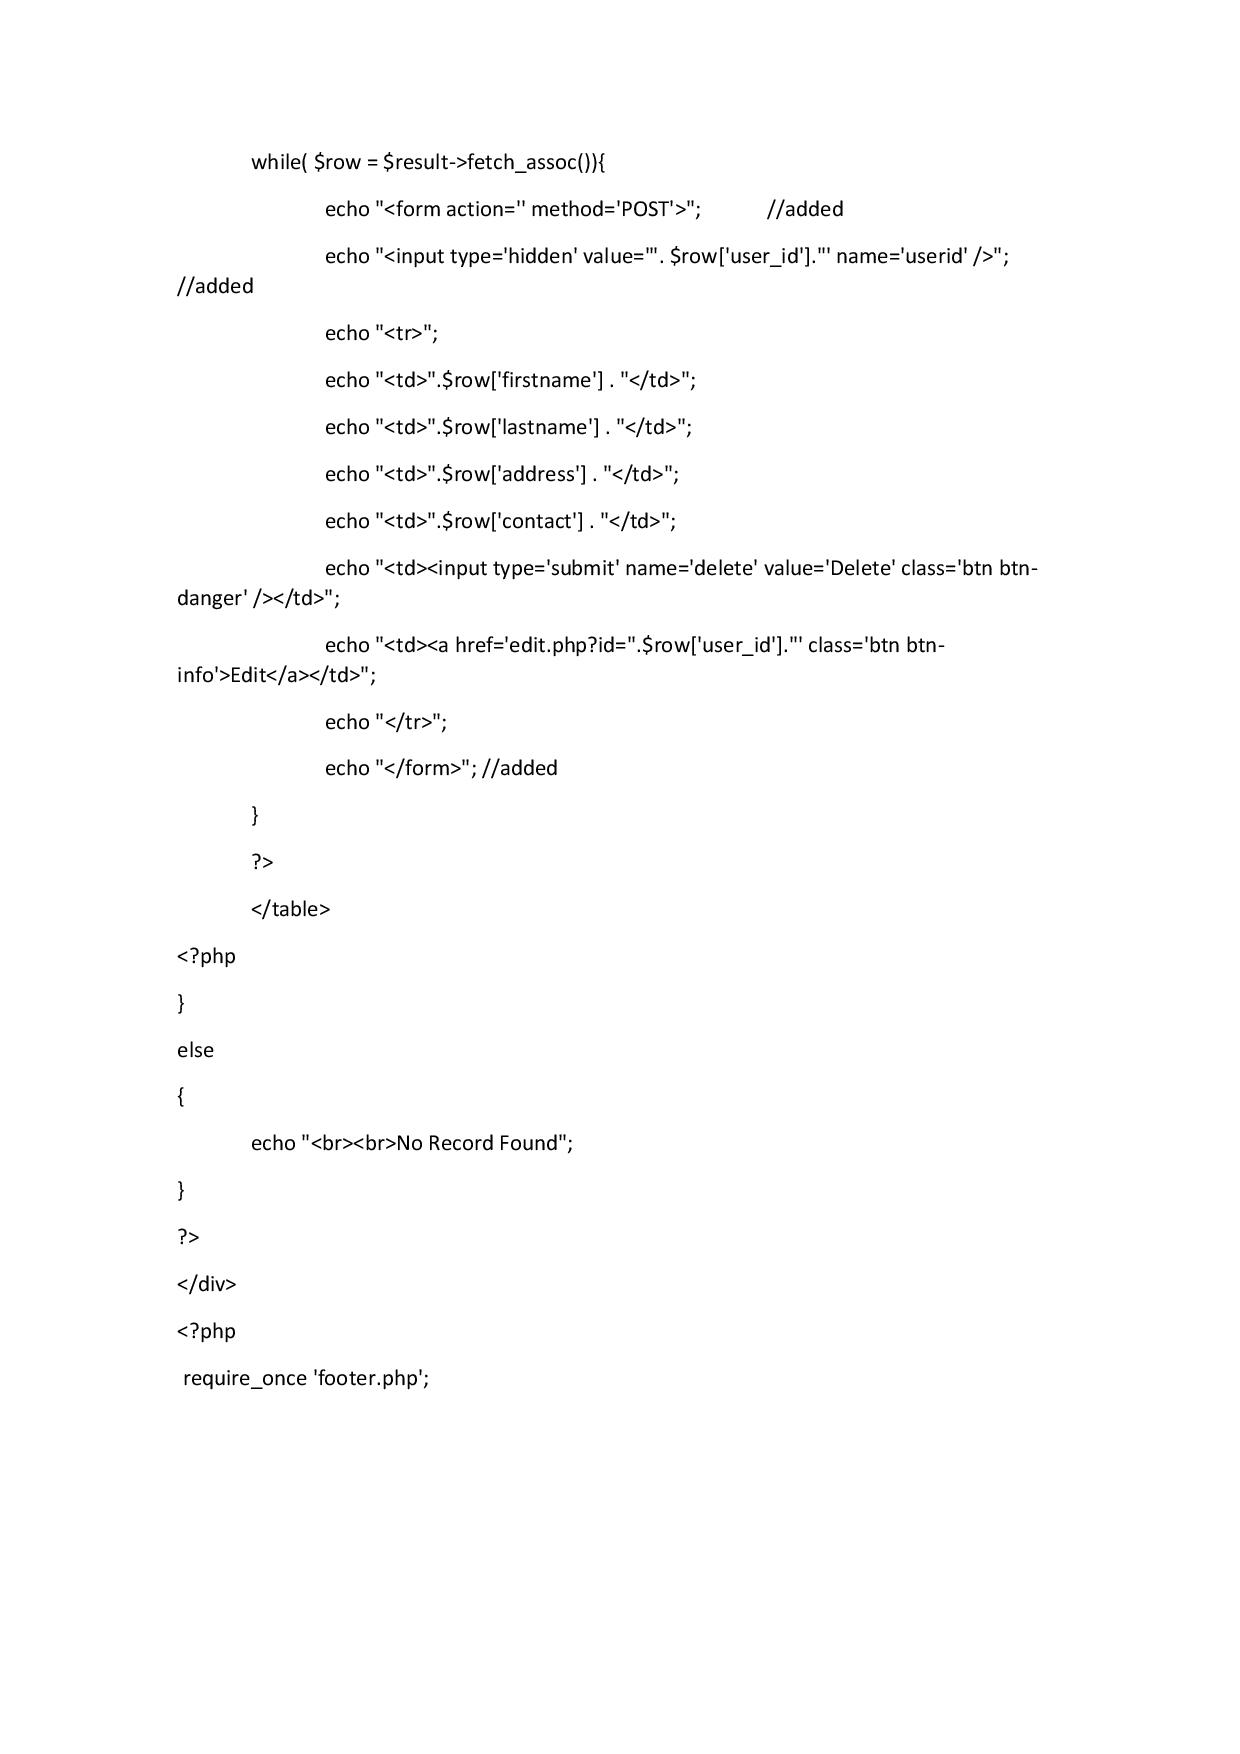 while( $row = $result->fetch_assoc()){
echo "<form action='' method='POST'>"; //added
echo "<input type='hidden' value='". $row['user_id']."' name='userid' />";
//added
echo "<tr>";
echo "<td>".$row['firstname'] . "</td>";
echo "<td>".$row['lastname'] . "</td>";
echo "<td>".$row['address'] . "</td>";
echo "<td>".$row['contact'] . "</td>";
echo "<td><input type='submit' name='delete' value='Delete' class='btn btn-
danger' /></td>";
echo "<td><a href='edit.php?id=".$row['user_id']."' class='btn btn-
info'>Edit</a></td>";
echo "</tr>";
echo "</form>"; //added
}
?>
</table>
<?php
}
else
{
echo "<br><br>No Record Found";
}
?>
</div>
<?php
require_once 'footer.php';